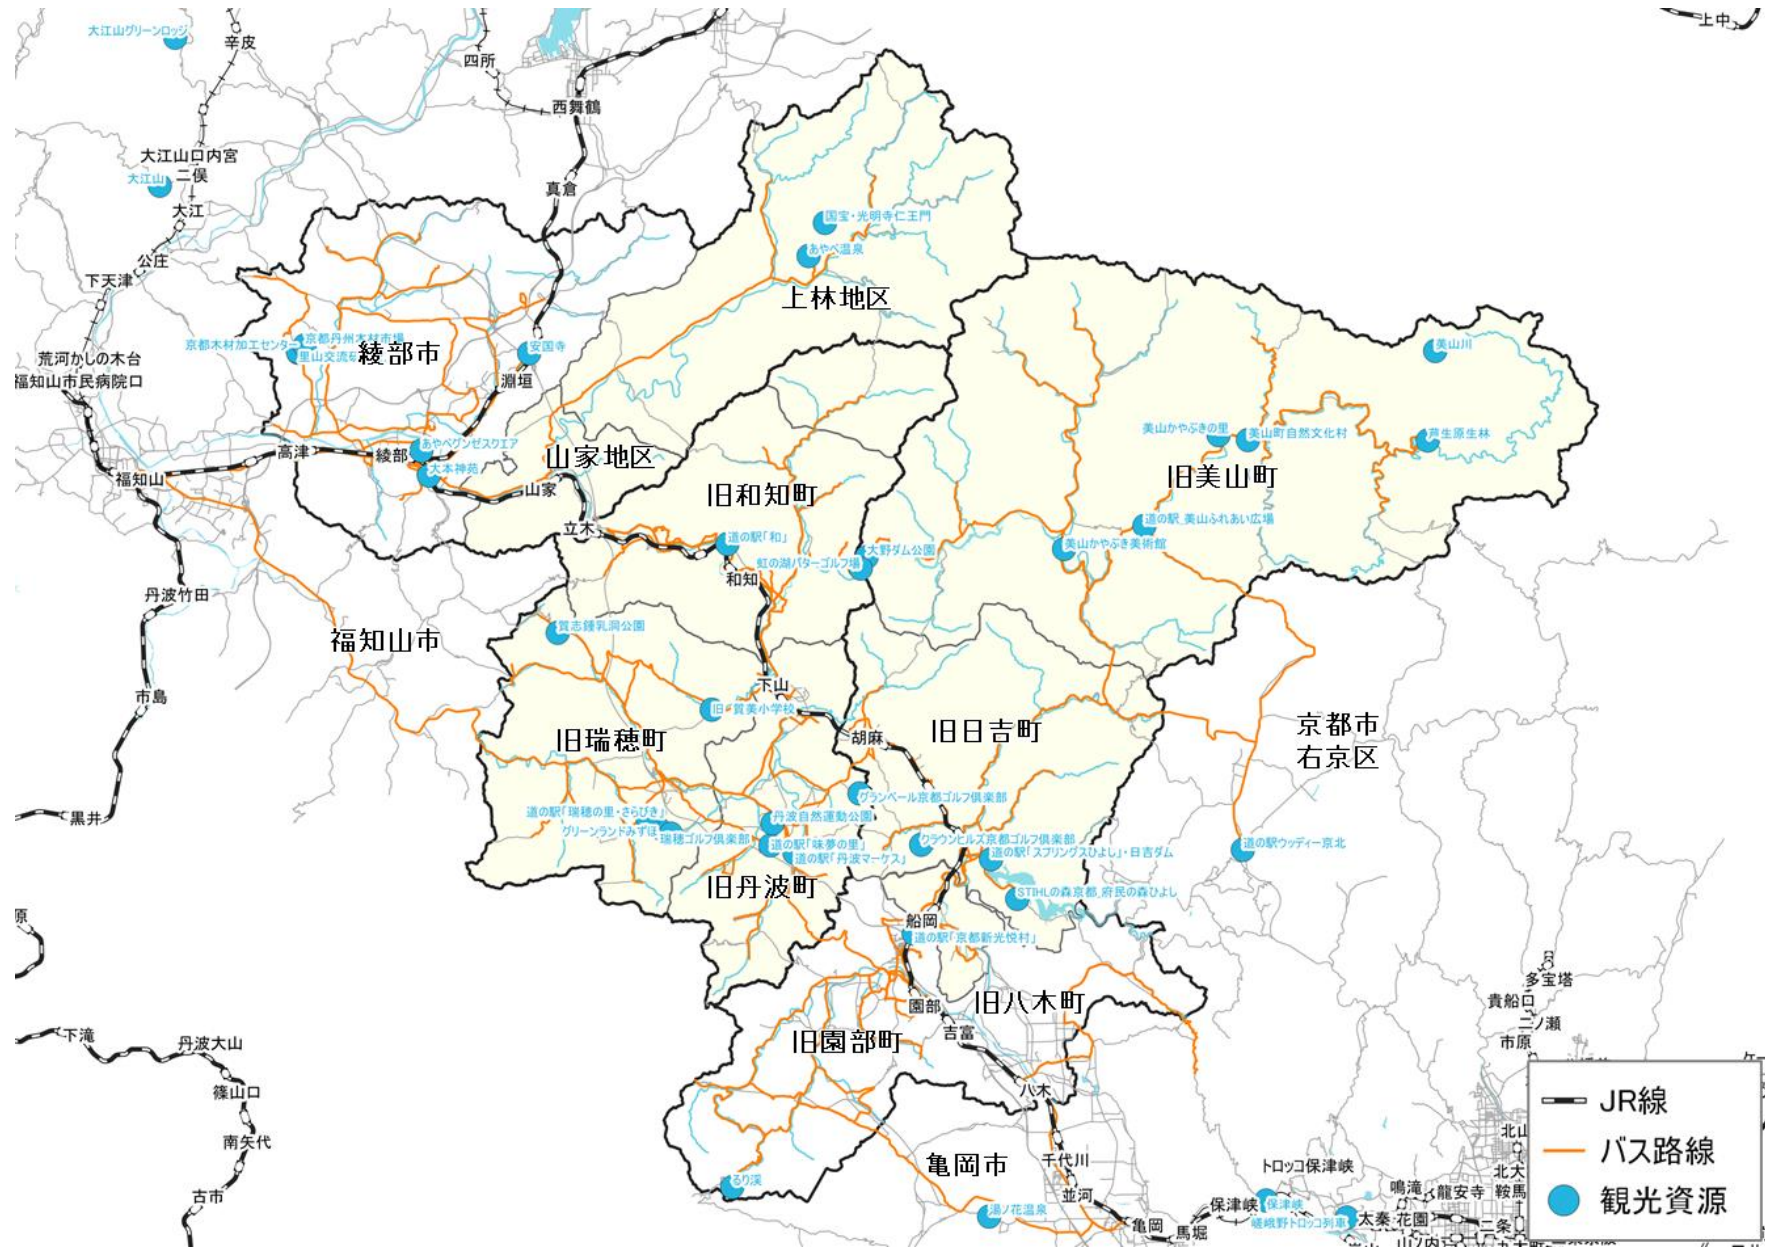 大江山グリーンロッジ
辛皮
四所
上中
西舞鶴
大江山口内宮
二俣
大江山
真倉
大江
国宝・光明寺仁王門
あやべ温泉
公庄
下天津
上林地区
京都丹州木材市場
京都木材加工センター
里山交流
綾部市
安国寺
美山川
荒河かしの木台
福知山市民病院口
淵垣
美山かやぶきの里
美山町自然文化村
芦生原生林
あやべグンゼスクエア
高津
綾部
山家地区
大本神苑
福知山
山家
旧和知町
旧美山町
立木
道の駅「和」
道の駅_美山ふれあい広場
大野ダム公園
美山かやぶき美術館
虹の湖パターゴルフ場
和知
丹波竹田
質志鍾乳洞公園
福知山市
下山
市島
旧・質美小学校
旧瑞穂町
胡麻
旧日吉町
京都市
右京区
グランベール京都ゴルフ倶楽部
道の駅「瑞穂の里・さらびき」
丹波自然運動公園
黒井
グリーンランドみずほ
瑞穂ゴルフ倶楽部
道の駅「味夢の里」
クラウンヒルズ京都ゴルフ倶楽部
道の駅ウッディー京北
道の駅「丹波マーケス」
道の駅「スプリングスひよし」・日吉ダム
旧丹波町
STIHLの森京都_府民の森ひよし
原
船岡
道の駅「京都新光悦村」
多宝塔
貴船口
園部
旧八木町
二ノ瀬
下滝
丹波大山
吉富
旧園部町
市原
篠山口
八木
JR線
南矢代
北山
バス路線
亀岡市
千代川
トロッコ保津峡
北大
るり渓
古市
並河
鳴滝
龍安寺
鞍馬
観光資源
保津峡
保津峡
湯ノ花温泉
亀岡
馬堀
嵯峨野トロッコ列車
太秦
花園
二条
山ノ内